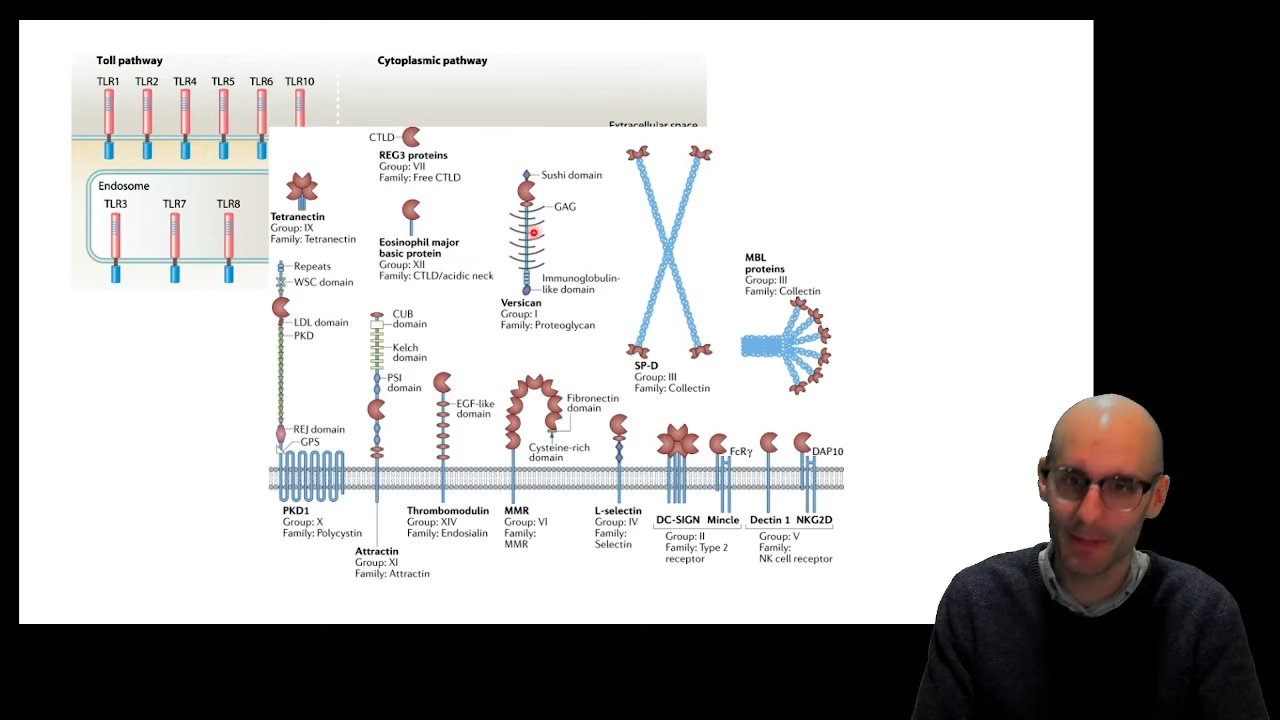 Toll pathway
Cytoplasmic pathway
TLR1 TLR2 TLR4 TLR5 TLR6 TLR10
Extracellular space
Endosome
TLR3 TLR7 TLR8
CTLD
REG3 proteins
Group: VII
Family: Free CTLD
Tetranectin
Group: IX
Family: Tetranectin
Eosinophil major
basic protein
Group: XII
Family: CTLD/acidic neck
Sushi domain
GAG
Immunoglobulin-
like domain
Versican
Group: I
Family: Proteoglycan
SP-D
Group: III
Family: Collectin
MBL
proteins
Group: III
Family: Collectin
Repeats
WSC domain
LDL domain
PKD
REJ domain
GPS
PKD1
Group: X
Family: Polycystin
CUB
domain
Kelch
domain
PSI
domain
Attractin
Group: XI
Family: Attractin
EGF-like
domain
Thrombomodulin
Group: XIV
Family: Endosialin
Fibronectin
domain
Cysteine-rich
domain
MMR
Group: VI
Family:
MMR
L-selectin
Group: IV
Family:
Selectin
FcRγ
DC-SIGN Mincle
Group: II
Family: Type 2
receptor
DAP10
Dectin 1 NKG2D
Group: V
Family:
NK cell receptor